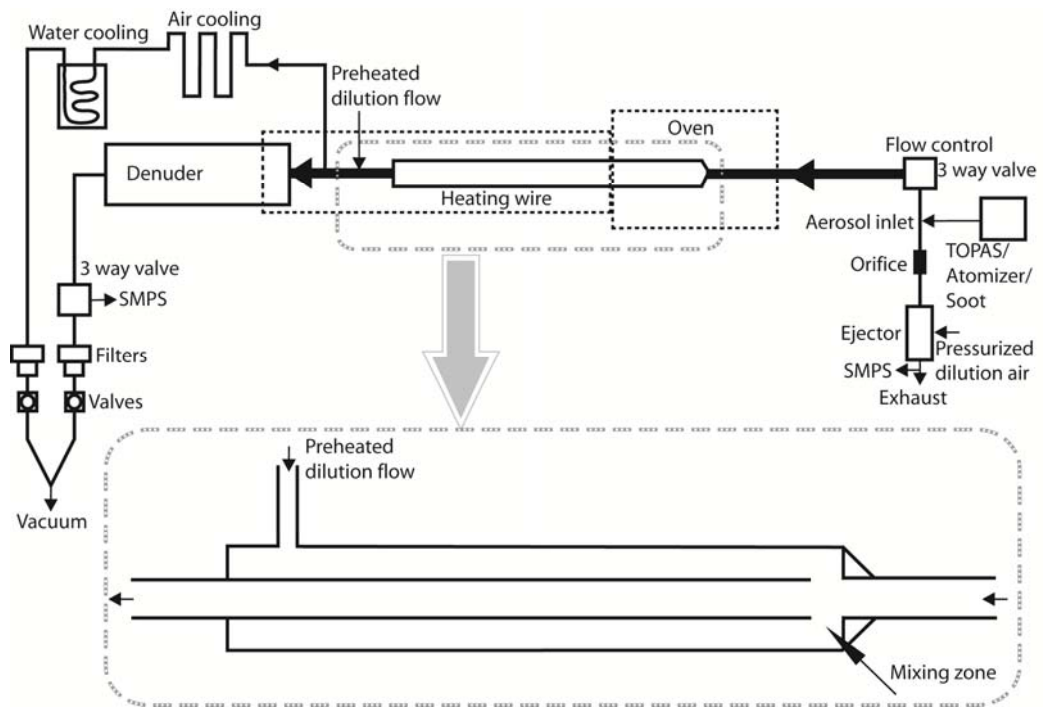 Water cooling
Air cooling
Preheated
dilution flow
Oven
Flow control
3 way valve
Denuder
Heating wire
Aerosol inlet
TOPAS/
Atomizer/
Soot
Orifice
3 way valve
SMPS
Ejector
Pressurized
dilution air
Filters
SMPS
Exhaust
Valves
Vacuum
Preheated
dilution flow
Mixing zone